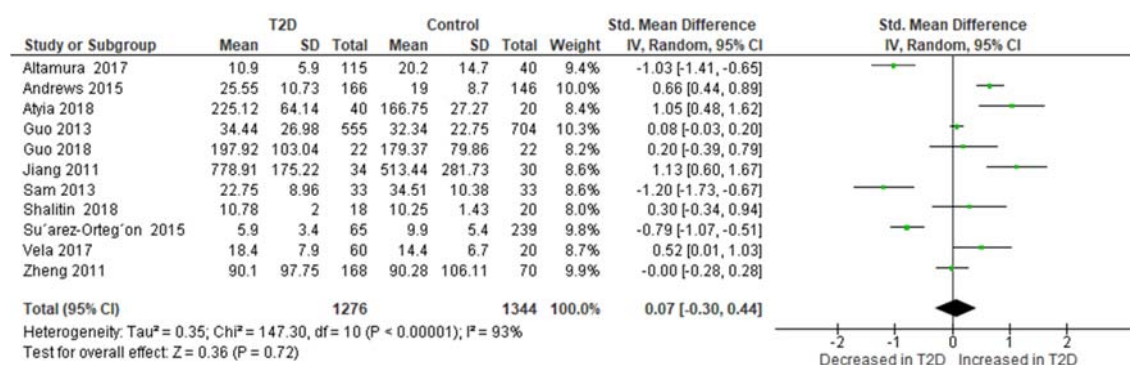 T2D Control Std. Mean Difference Std. Mean Difference
Study or Subgroup Mean SD Total Mean SD Total Weight IV, Random, 95% CI IV, Random, 95% CI
Altamura 2017 10.9 5.9 115 20.2 14.7 40 9.4% -1.03 [-1.41, -0.65]
Andrews 2015 25.55 10.73 166 19 8.7 146 10.0% 0.66 [0.44, 0.89]
Atyia 2018 225.12 64.14 40 166.75 27.27 20 8.4% 1.05 [0.48, 1.62]
Guo 2013 34.44 26.98 555 32.34 22.75 704 10.3% 0.08 [-0.03, 0.20]
Guo 2018 197.92 103.04 22 179.37 79.86 22 8.3% 0.20 [-0.39, 0.79]
Jiang 2011 778.91 175.22 34 513.44 281.73 30 8.6% 1.13 [0.60, 1.67]
Sam 2013 22.75 8.96 33 34.51 10.38 33 8.6% -1.20 [-1.73, -0.67]
Shalitin 2018 10.78 2 18 10.25 1.43 20 8.0% 0.30 [-0.34, 0.94]
Su´arez-Orteg´on 2015 5.9 3.4 65 9.9 5.4 239 9.8% -0.79 [-1.07, -0.51]
Vela 2017 18.4 7.9 60 14.4 6.7 20 8.7% 0.52 [0.01, 1.03]
Zheng 2011 90.1 97.75 168 90.28 106.11 70 9.9% -0.00 [-0.28, 0.28]
Total (95% CI) 1276 1344 100.0% 0.07 [-0.30, 0.44]
Heterogeneity: Tau² = 0.35; Chi² = 147.30, df = 10 (P < 0.00001); I² = 93%
Test for overall effect: Z = 0.36 (P = 0.72)
-2 -1 0 1 2
Decreased in T2D Increased in T2D